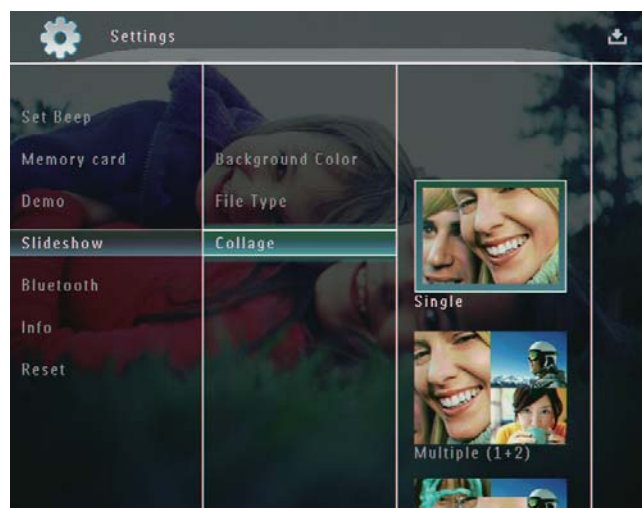 Settings
Set Beep
Memory card
Demo
Slideshow
Bluetooth
Info
Reset
Background Color
File Type
Collage
Single
Multiple (1+2)